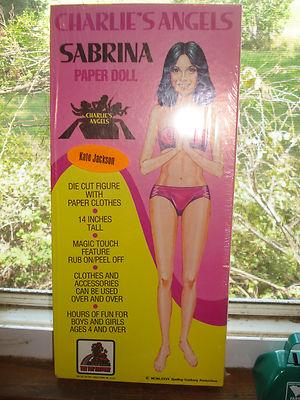 CHARLIE'S ANGELS
SABRINA
PAPER DOLL
CHARLIE'S
ANGELS
Kate Jackson
DIE CUT FIGURE
WITH
PAPER CLOTHES
14 INCHES
TALL
MAGIC TOUCH
FEATURE
RUB ON/PEEL OFF
CLOTHES AND
ACCESSORIES
CAN BE USED
OVER AND OVER
HOURS OF FUN FOR
BOYS AND GIRLS
AGES 4 AND OVER